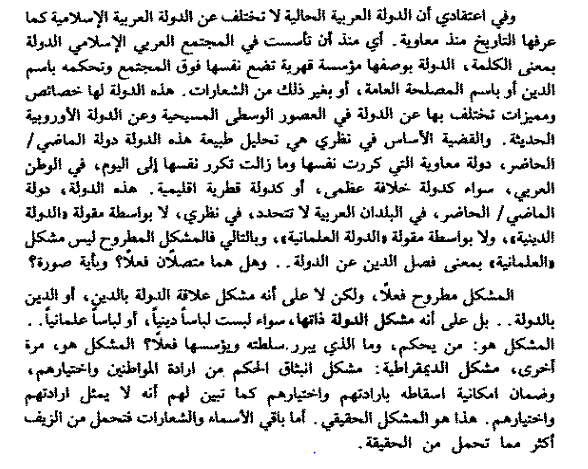 وفي اعتقادي أن الدولة العربية الحالية لا تختلف عن الدولة العربية الإسلامية كما
عرفها التاريخ منذ معاوية. أي منذ أن تأسست في المجتمع العربي الإسلامي الدولة
بمعنى الكلمة، الدولة بوصفها مؤسسة قهرية تضع نفسها فوق المجتمع وتحكمه باسم
الدين أو باسم المصلحة العامة، أو بغير ذلك من الشعارات. هذه الدولة لها خصائص
ومميزات تختلف بها عن الدولة في العصور الوسطى المسيحية وعن الدولة الأوروبية
الحديثة. والقضية الأساس في نظري هي تحليل طبيعة هذه الدولة دولة الماضي/
الحاضر، دولة معاوية التي كررت نفسها وما زالت تكرر نفسها إلى اليوم، في الوطن
العربي، سواء كدولة خلافة عظمى، أو كدولة قطرية اقليمية. هذه الدولة، دولة
الماضي/ الحاضر، في البلدان العربية لا تتحدد، في نظري، لا بواسطة مقولة «الدولة
الدينية»، ولا بواسطة مقولة «الدولة العلمانية»، وبالتالي فالمشكل المطروح ليس مشكل
«العلمانية» بمعنى فصل الدين عن الدولة.. وهل هما متصلان فعلًا؟ وبأية صورة؟
المشكل مطروح فعلًا، ولكن لا على أنه مشكل علاقة الدولة بالدين، أو الدين
بالدولة.. بل على أنه مشكل الدولة ذاتها، سواء لبست لباساً دينياً، أو لباساً علمانياً..
المشكل هو: من يحكم، وما الذي يبرر سلطته ويؤسسها فعلًا؟ المشكل هو، مرة
أخرى، مشكل الديمقراطية: مشكل انبثاق الحكم من ارادة المواطنين واختيارهم،
وضمان امكانية اسقاطه بارادتهم واختيارهم كما تبين لهم أنه لا يمثل ارادتهم
واختيارهم. هذا هو المشكل الحقيقي. أما باقي الأسماء والشعارات فتحمل من الزيف
أكثر مما تحمل من الحقيقة.